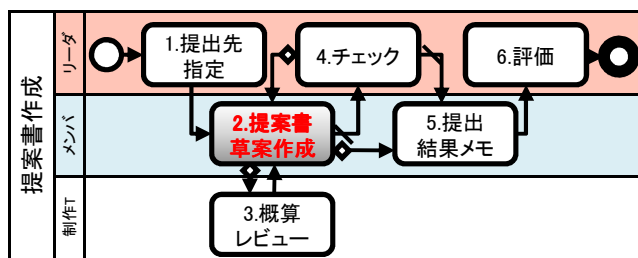 提案書作成
リーダ
1.提出先
指定
4.チェック
6.評価
メンバ
2.提案書
草案作成
5.提出
結果メモ
制作T
3.概算
レビュー